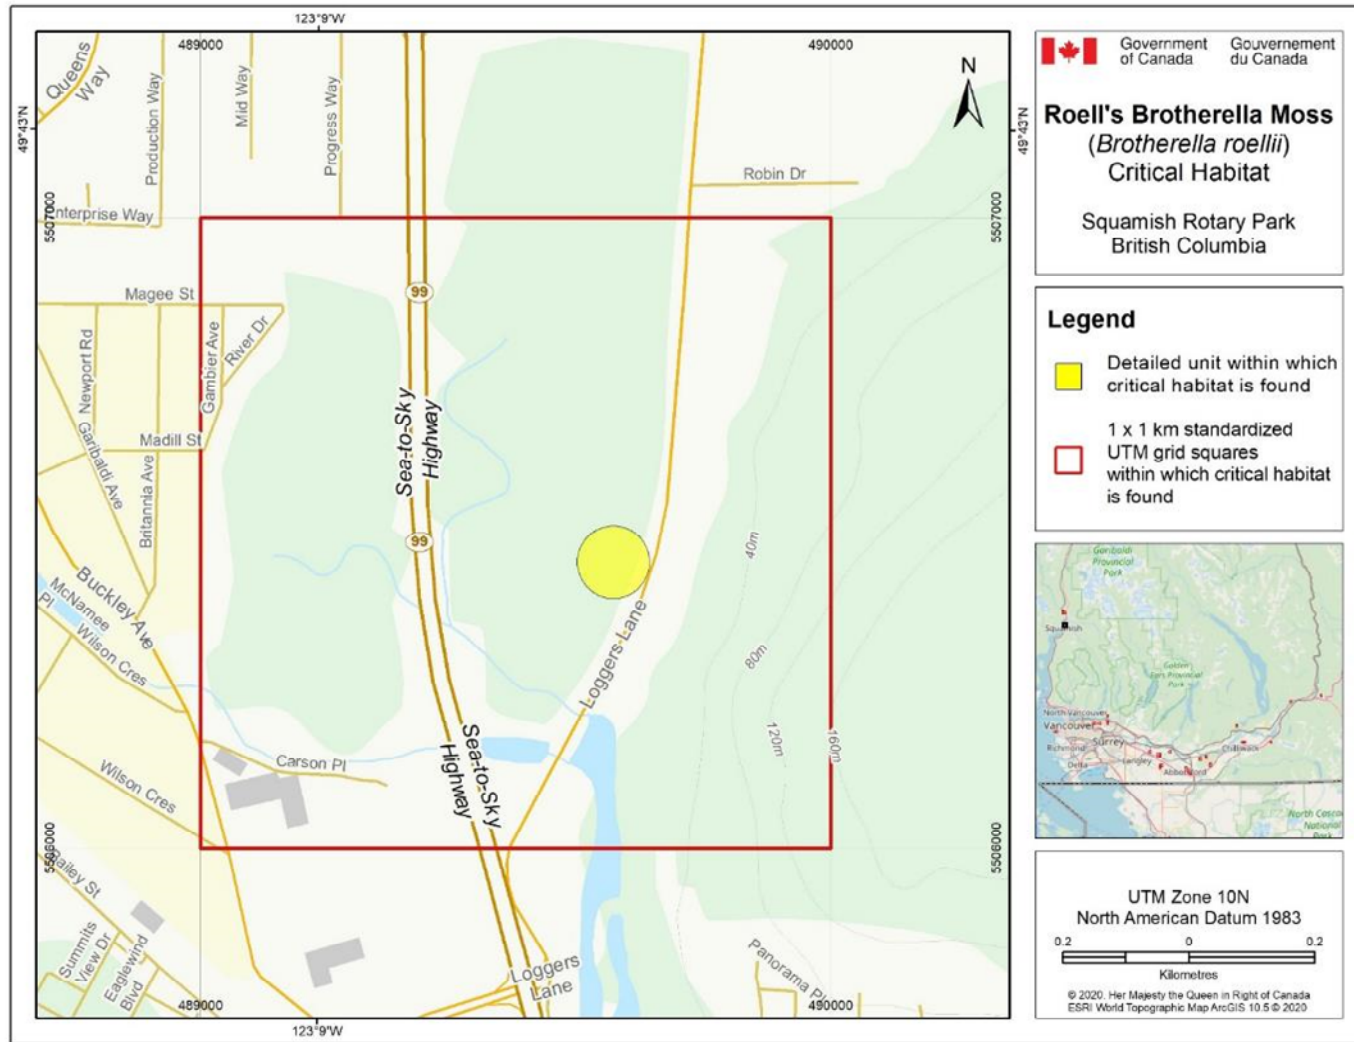 123°9'W
489000
490000
49°43'N
49°43'N
Queens
Way
Production Way
Mid Way
Progress Way
Robin Dr
nterprise Way
5507000
5507000
Magee St
Newport Rd
Gambier Ave
River Dr
99
Sea-to-Sky
Highway
Madill St
Garibaldi Ave
Britannia Ave
99
40m
Buckley Ave
McNamee
Pl
Wilson Cres
Loggers Lane
80m
120m
160m
Sea-to-Sky
Highway
Carson Pl
Wilson Cres
5506000
5506000
Bailey St
Summits
View Dr
Eaglewind
Blvd
Loggers
Lane
Panorama Pl
489000
490000
123°9'W
N
Government
of Canada
Gouvernement
du Canada
Roell's Brotherella Moss
(Brotherella roellii)
Critical Habitat
Squamish Rotary Park
British Columbia
Legend
Detailed unit within which
critical habitat is found
1 x 1 km standardized
UTM grid squares
within which critical habitat
is found
Garibaldi
Provincial
Park
Squamish
Golden
Ears Provincial
Park
North Vancouver
Vancouver
Richmond
Surrey
Delta
Langley
Abbotsford
Chilliwack
North Casca
National
Park
UTM Zone 10N
North American Datum 1983
0.2 0 0.2
Kilometres
© 2020. Her Majesty the Queen in Right of Canada
ESRI World Topographic Map ArcGIS 10.5 © 2020